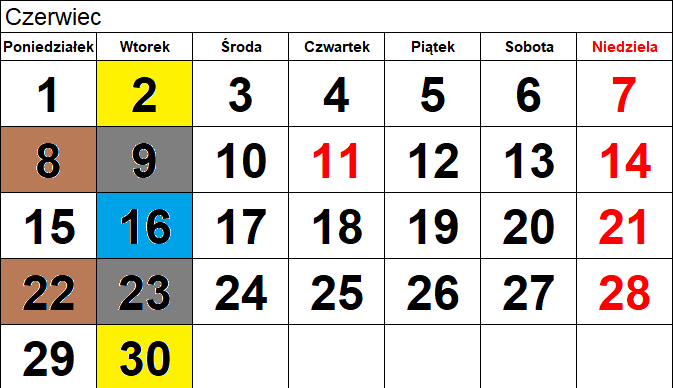 Czerwiec
Poniedziałek Wtorek Środa Czwartek Piątek Sobota Niedziela
1 2 3 4 5 6 7
8 9 10 11 12 13 14
15 16 17 18 19 20 21
22 23 24 25 26 27 28
29 30